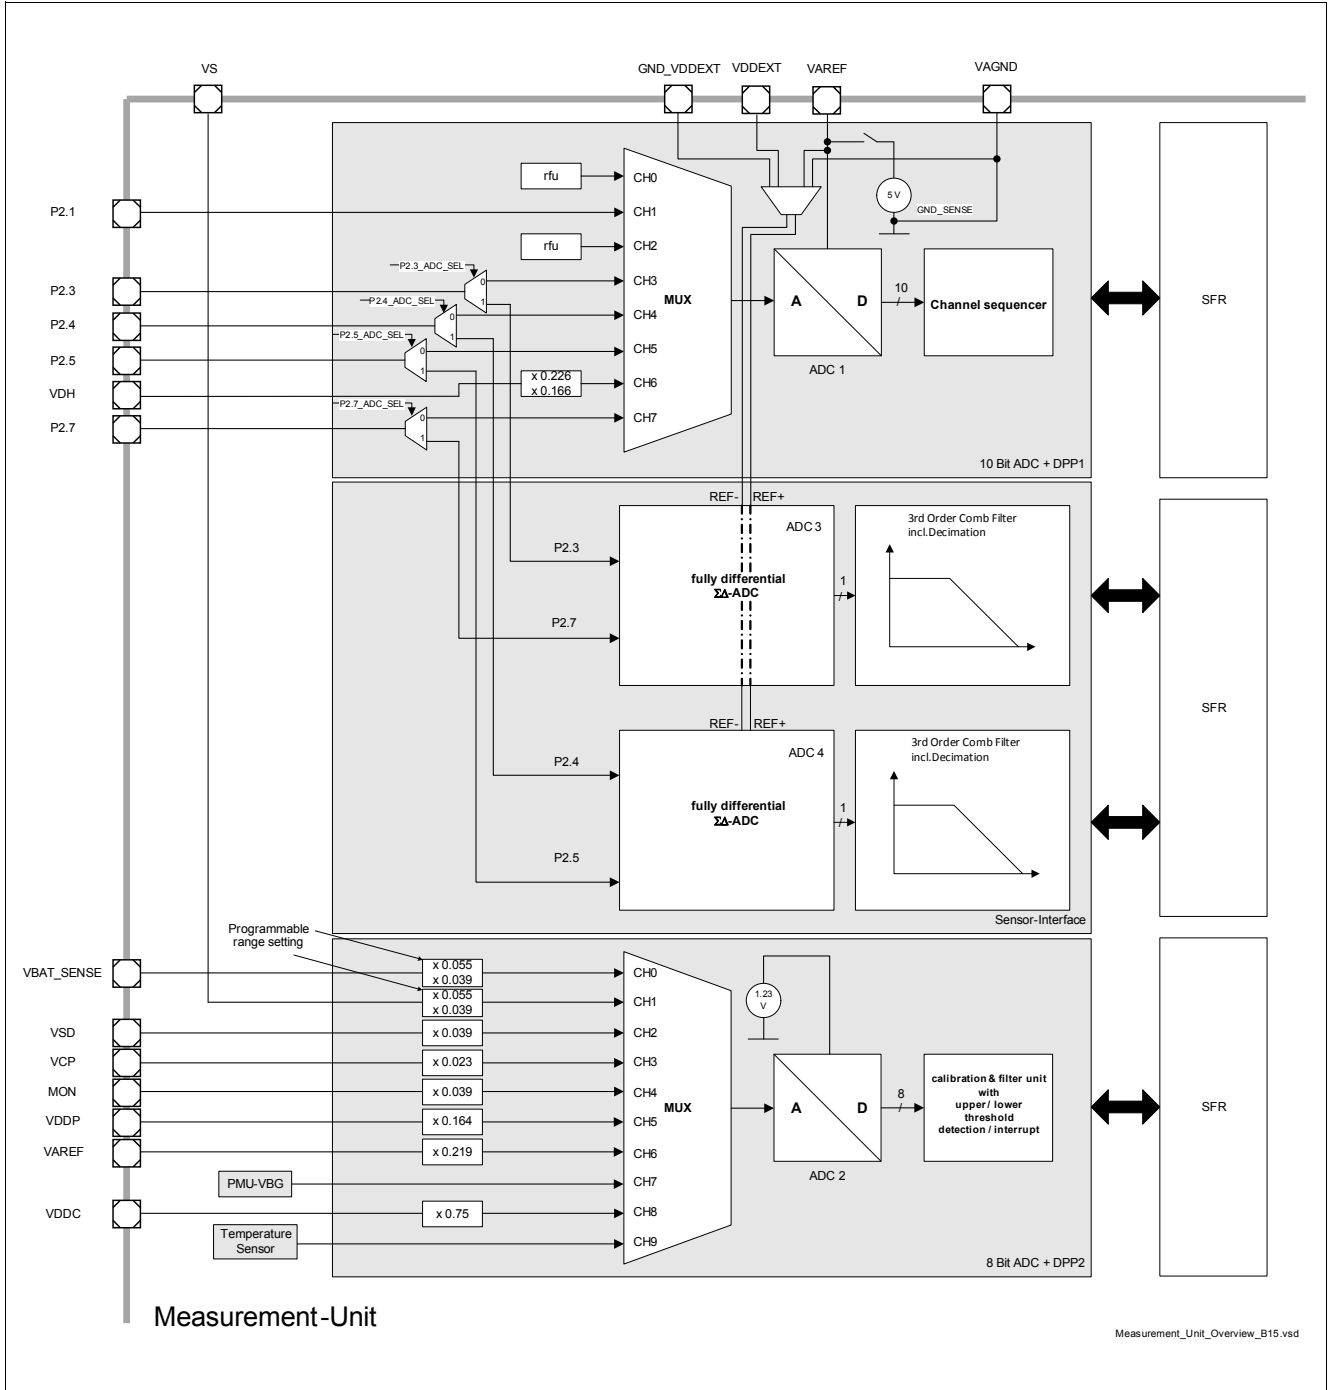 VS
GND_VDDEXT
VDDEXT
VAREF
VAGND
rfu
CH0
P2.1
CH1
5 V
GND_SENSE
rfu
CH2
P2.3_ADC_SEL
P2.3
0
1
CH3
MUX
A
D
10
Channel sequencer
SFR
P2.4_ADC_SEL
P2.4
0
1
CH4
P2.5_ADC_SEL
P2.5
0
1
CH5
ADC 1
VDH
x 0.226
x 0.166
CH6
P2.7_ADC_SEL
P2.7
0
1
CH7
10 Bit ADC + DPP1
REF-
REF+
ADC 3
P2.3
fully differential
ΣΔ-ADC
P2.7
1
3rd Order Comb Filter
incl.Decimation
SFR
REF-
REF+
ADC 4
P2.4
fully differential
ΣΔ-ADC
P2.5
1
3rd Order Comb Filter
incl.Decimation
Sensor-Interface
Programmable
range setting
VBAT_SENSE
x 0.055
x 0.039
CH0
x 0.055
x 0.039
CH1
1.23
V
VSD
x 0.039
CH2
VCP
x 0.023
CH3
MON
x 0.039
CH4
MUX
A
D
8
calibration & filter unit
with
upper / lower
threshold
detection / interrupt
SFR
VDDP
x 0.164
CH5
VAREF
x 0.219
CH6
ADC 2
PMU-VBG
CH7
VDDC
x 0.75
CH8
Temperature
Sensor
CH9
8 Bit ADC + DPP2
Measurement-Unit
Measurement_Unit_Overview_B15.vsd